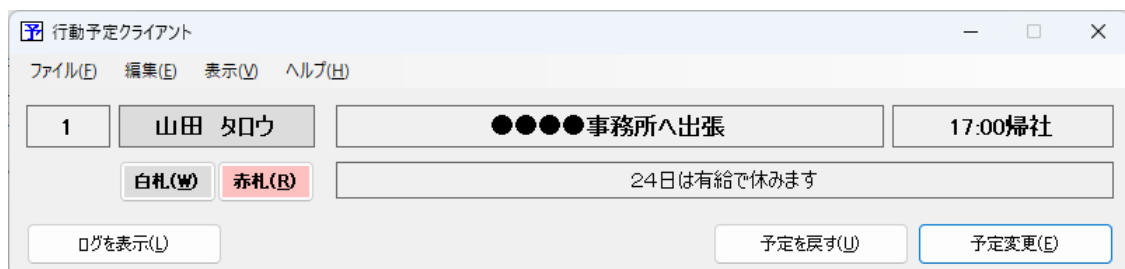 予 行動予定クライアント
ファイル(F) 編集(E) 表示(V) ヘルプ(H)
1 山田 タロウ ●●●●事務所へ出張 17:00帰社
白札(W) 赤札(R) 24日は有給で休みます
ログを表示(L) 予定を戻す(U) 予定変更(E)